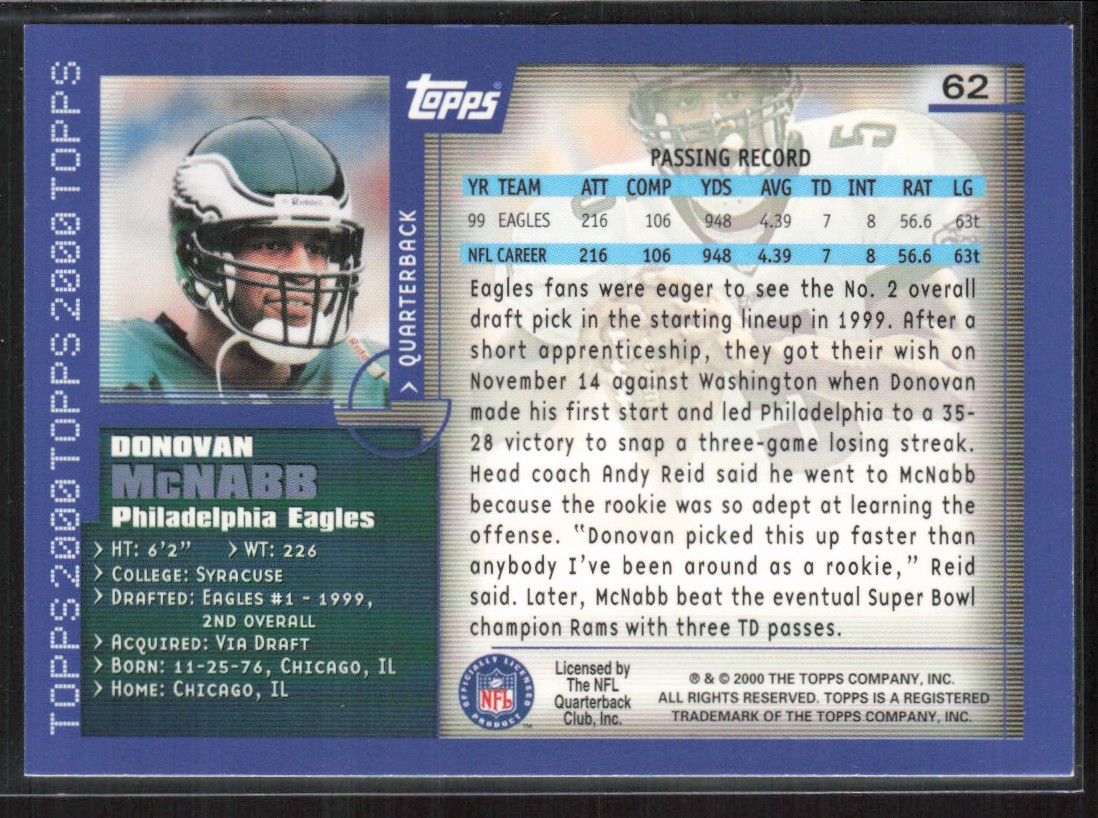 TOPPS 2000 TOPPS 2000 TOPPS 2000 TOPPS
Riddell
QUARTERBACK
DONOVAN
McNABB
Philadelphia Eagles
> HT: 6'2" > WT: 226
> COLLEGE: SYRACUSE
> DRAFTED: EAGLES #1 - 1999,
2ND OVERALL
> ACQUIRED: VIA DRAFT
> BORN: 11-25-76, CHICAGO, IL
> HOME: CHICAGO, IL
Topps®
62
5
PASSING RECORD
YR TEAM ATT COMP YDS AVG TD INT RAT LG
99 EAGLES 216 106 948 4.39 7 8 56.6 63t
NFL CAREER 216 106 948 4.39 7 8 56.6 63t
Eagles fans were eager to see the No. 2 overall
draft pick in the starting lineup in 1999. After a
short apprenticeship, they got their wish on
November 14 against Washington when Donovan
made his first start and led Philadelphia to a 35-
28 victory to snap a three-game losing streak.
Head coach Andy Reid said he went to McNabb
because the rookie was so adept at learning the
offense. "Donovan picked this up faster than
anybody I've been around as a rookie," Reid
said. Later, McNabb beat the eventual Super Bowl
champion Rams with three TD passes.
OFFICIALLY LICENSED
NFL
PRODUCT
™
Licensed by
The NFL
Quarterback
Club, Inc.
® & © 2000 THE TOPPS COMPANY, INC.
ALL RIGHTS RESERVED. TOPPS IS A REGISTERED
TRADEMARK OF THE TOPPS COMPANY, INC.